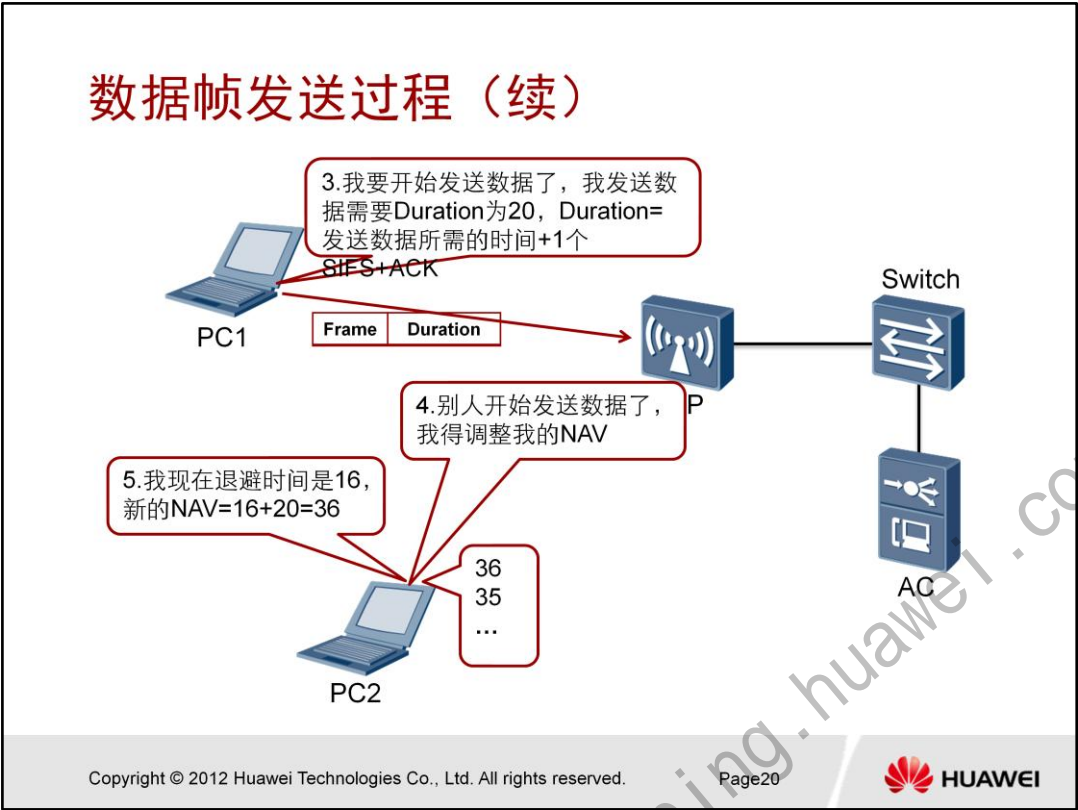 数据帧发送过程（续）
3.我要开始发送数据了，我发送数
据需要Duration为20，Duration=
发送数据所需的时间+1个
SIFS+ACK
Switch
PC1
Frame Duration
P
4.别人开始发送数据了，
我得调整我的NAV
5.我现在退避时间是16，
新的NAV=16+20=36
36
35
...
AC
PC2
ing.huawei.co
Copyright © 2012 Huawei Technologies Co., Ltd. All rights reserved.
Page20
HUAWEI